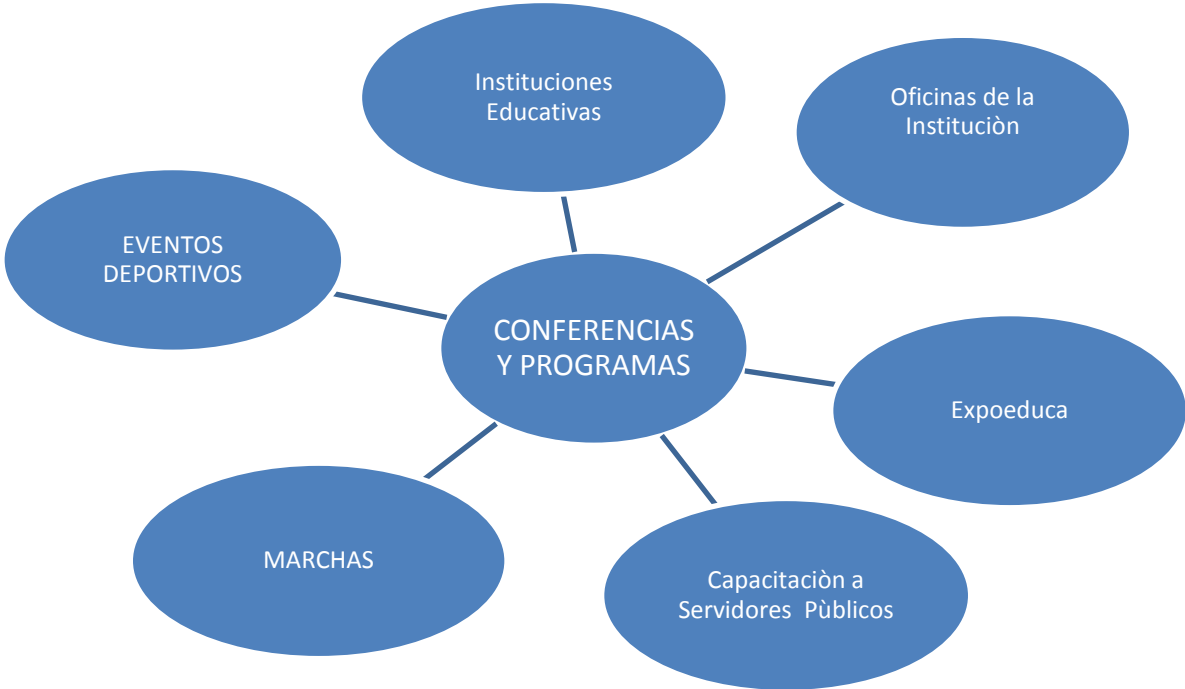 Instituciones
Educativas
Oficinas de la
Instituciòn
EVENTOS
DEPORTIVOS
CONFERENCIAS
Y PROGRAMAS
Expoeduca
MARCHAS
Capacitaciòn a
Servidores  Pùblicos